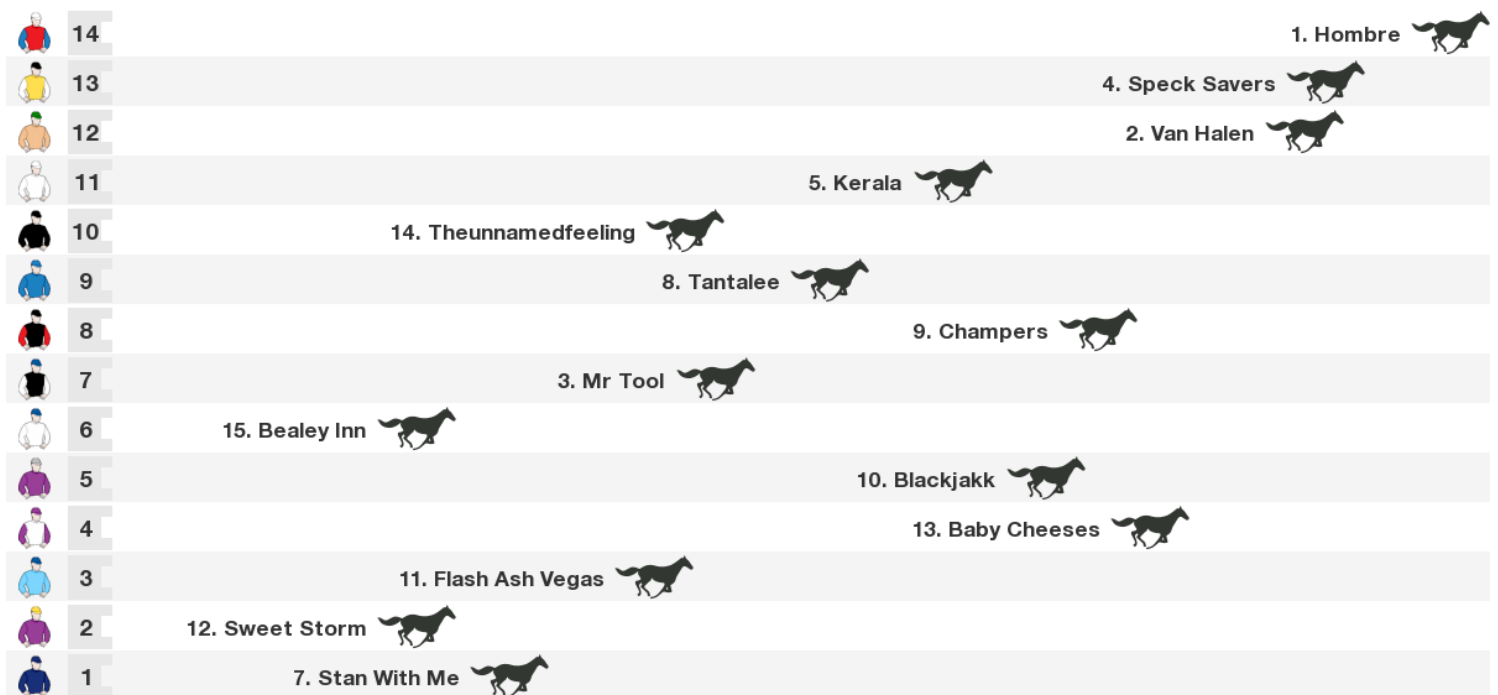 14 1. Hombre
13 4. Speck Savers
12 2. Van Halen
11 5. Kerala
10 14. Theunnamedfeeling
9 8. Tantalee
8 9. Champers
7 3. Mr Tool
6 15. Bealey Inn
5 10. Blackjakk
4 13. Baby Cheeses
3 11. Flash Ash Vegas
2 12. Sweet Storm
1 7. Stan With Me